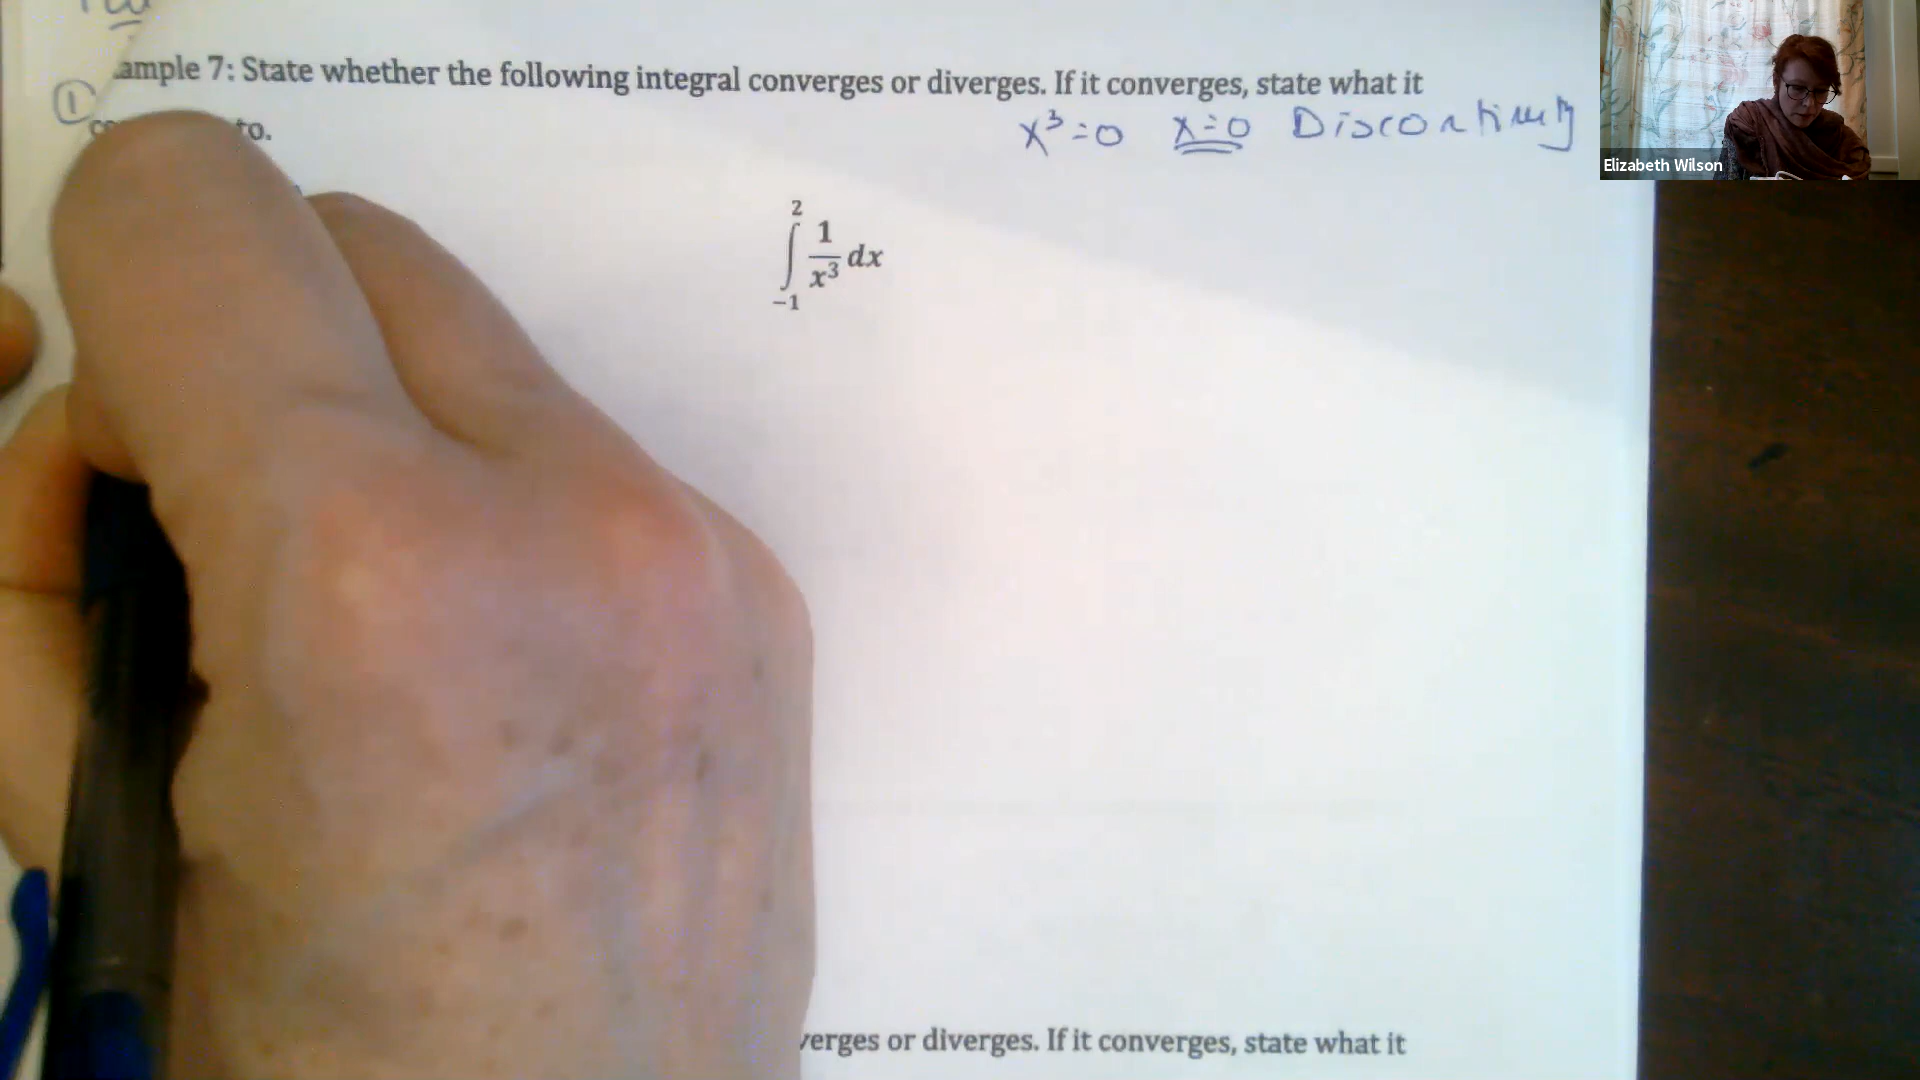 ample 7: State whether the following integral converges or diverges. If it converges, state what it
①
to.
x³=0 x=0 Discontinuity
Elizabeth Wilson
2
∫ 1/x³ dx
−1
verges or diverges. If it converges, state what it